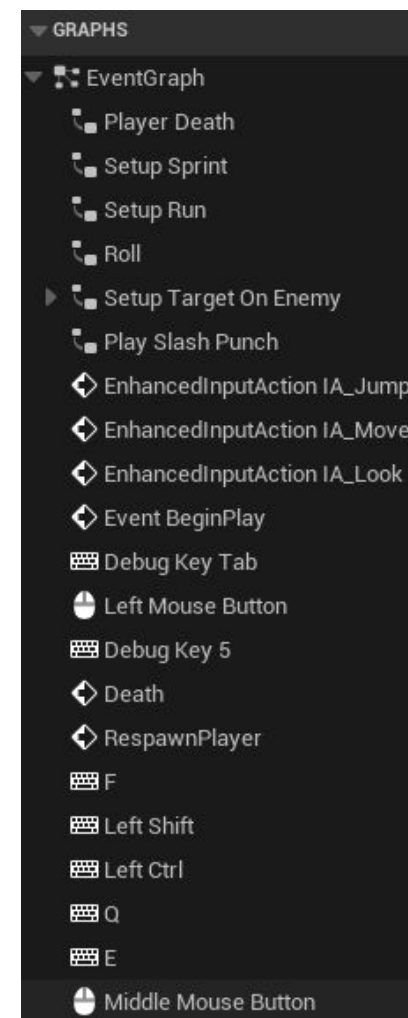 GRAPHS
EventGraph
Player Death
Setup Sprint
Setup Run
Roll
Setup Target On Enemy
Play Slash Punch
EnhancedInputAction IA_Jump
EnhancedInputAction IA_Move
EnhancedInputAction IA_Look
Event BeginPlay
Debug Key Tab
Left Mouse Button
Debug Key 5
Death
RespawnPlayer
F
Left Shift
Left Ctrl
Q
E
Middle Mouse Button